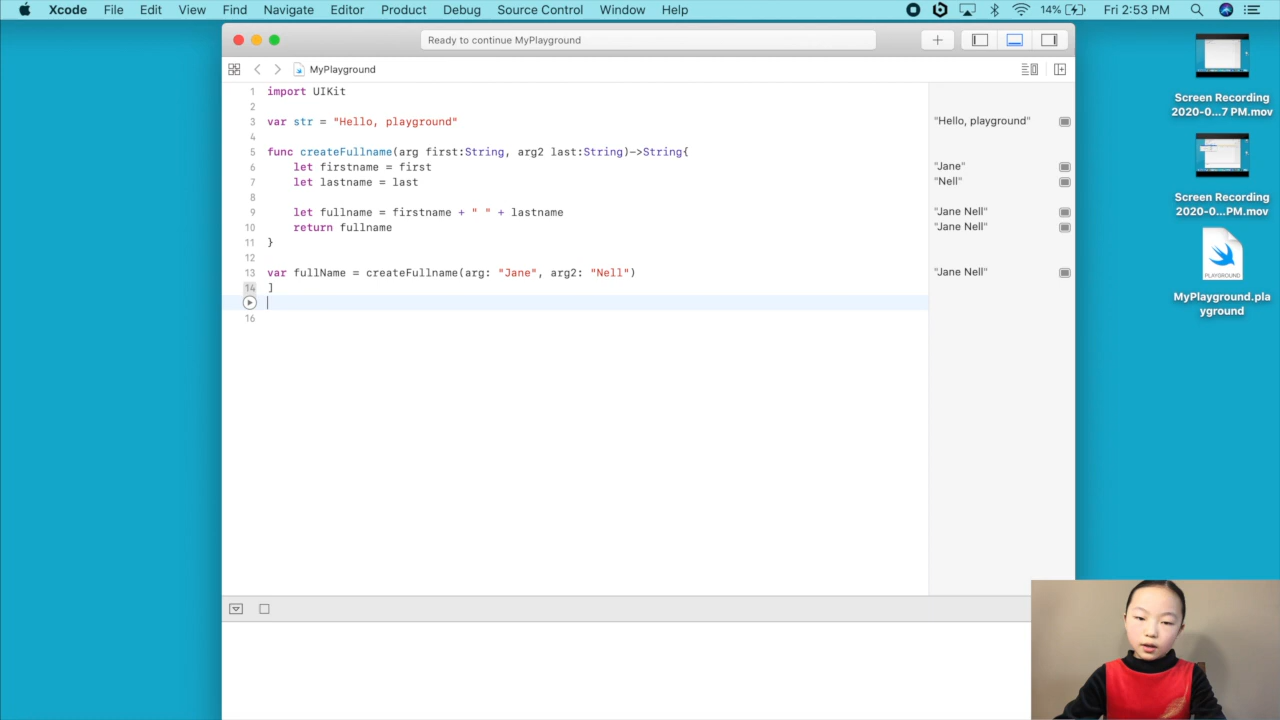 Xcode File Edit View Find Navigate Editor Product Debug Source Control Window Help 14% Fri 2:53 PM
Ready to continue MyPlayground
MyPlayground
1 import UIKit
2
3 var str = "Hello, playground" "Hello, playground"
4
5 func createFullname(arg first:String, arg2 last:String)->String{
6 let firstname = first "Jane"
7 let lastname = last "Nell"
8
9 let fullname = firstname + " " + lastname "Jane Nell"
10 return fullname "Jane Nell"
11 }
12
13 var fullName = createFullname(arg: "Jane", arg2: "Nell") "Jane Nell"
14 ]
16
Screen Recording
2020-0...7 PM.mov
Screen Recording
2020-0...PM.mov
PLAYGROUND
MyPlayground.pla
yground